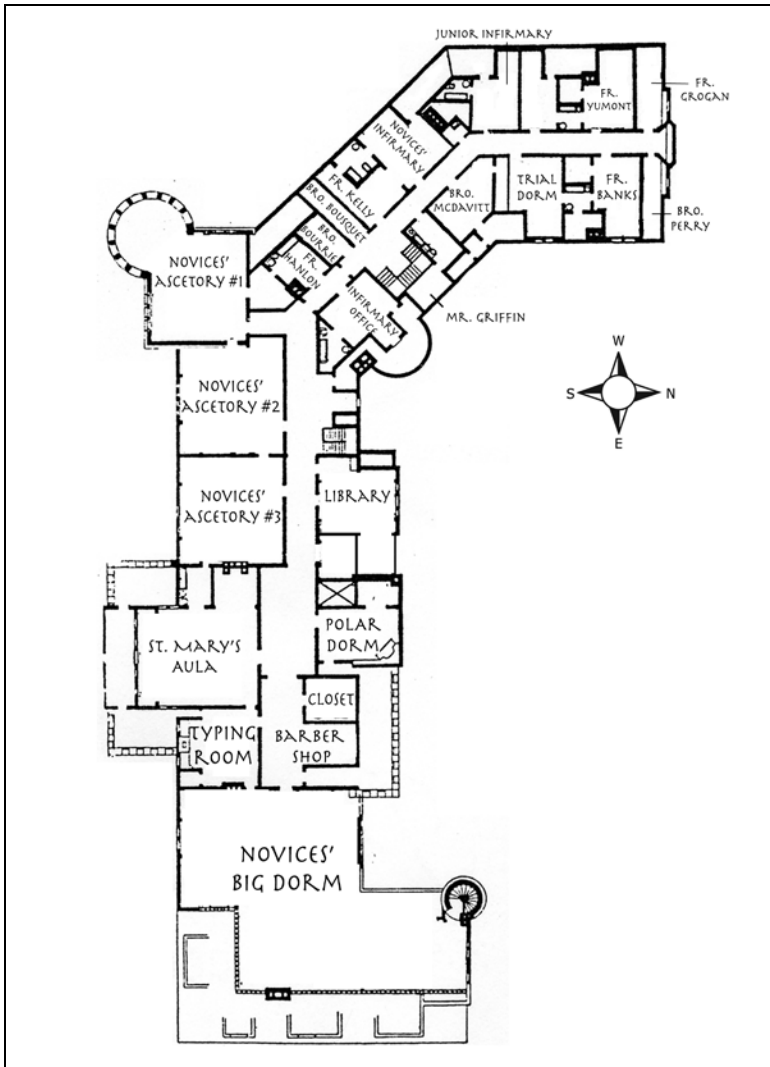 JUNIOR INFIRMARY
FR.
GROGAN
FR.
YUMONT
NOVICES'
INFIRMARY
TRIAL
DORM
FR.
BANKS
BRO.
PERRY
BRO.
MCDAVITT
FR. KELLY
BRO. BOUSQUET
BRO.
BOURRIE
FR.
HANLON
INFIRMARY
OFFICE
MR. GRIFFIN
NOVICES'
ASCETORY #1
W
S
N
E
NOVICES'
ASCETORY #2
NOVICES'
ASCETORY #3
LIBRARY
ST. MARY'S
AULA
POLAR
DORM
CLOSET
TYPING
ROOM
BARBER
SHOP
NOVICES'
BIG DORM